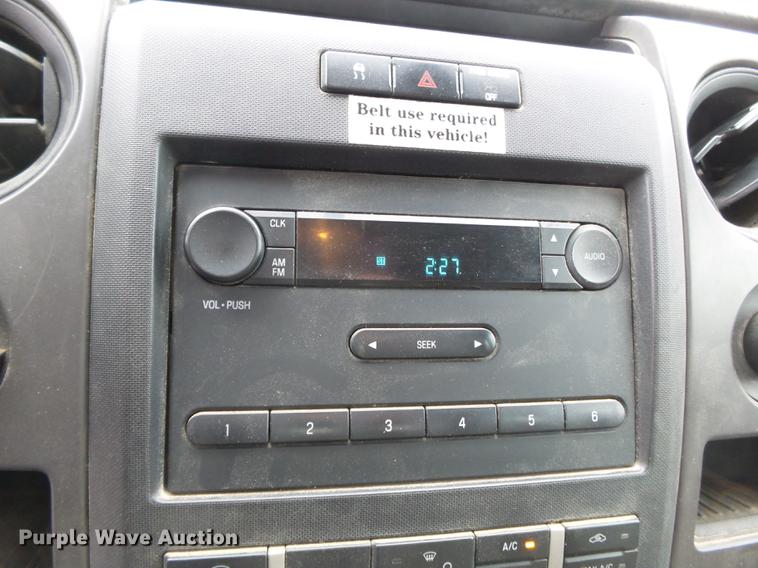 OFF
Belt use required
in this vehicle!
CLK
AM
FM
ST
2:27
AUDIO
VOL • PUSH
SEEK
1 2 3 4 5 6
A/C
A/C
Purple Wave Auction